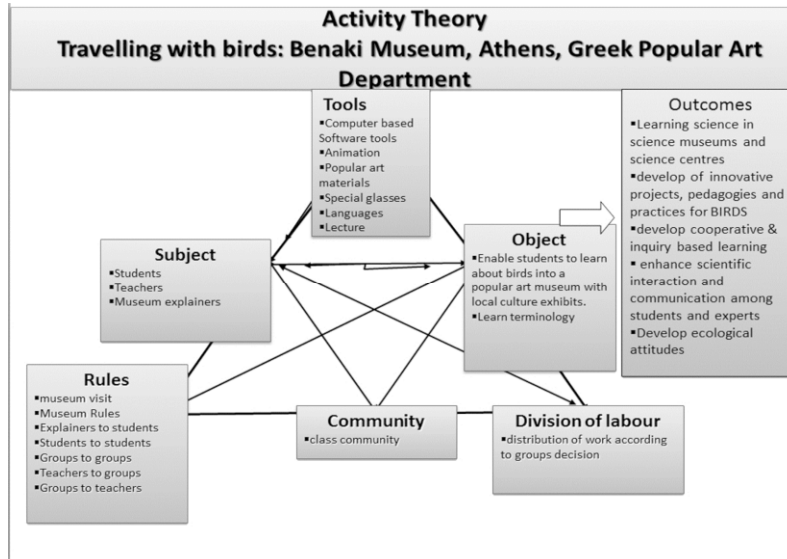 Activity Theory
Travelling with birds: Benaki Museum, Athens, Greek Popular Art
Department
Tools
▪Computer based
Software tools
▪Animation
▪Popular art
materials
▪Special glasses
▪Languages
▪Lecture
Outcomes
▪Learning science in
science museums and
science centres
▪develop of innovative
projects, pedagogies and
practices for BIRDS
▪develop cooperative &
inquiry based learning
▪ enhance scientific
interaction and
communication among
students and experts
▪Develop ecological
attitudes
Subject
▪Students
▪Teachers
▪Museum explainers
Object
▪Enable students to learn
about birds into a
popular art museum with
local culture exhibits.
▪Learn terminology
Rules
▪museum visit
▪Museum Rules
▪Explainers to students
▪Students to students
▪Groups to groups
▪Teachers to groups
▪Groups to teachers
Community
▪class community
Division of labour
▪distribution of work according
to groups decision